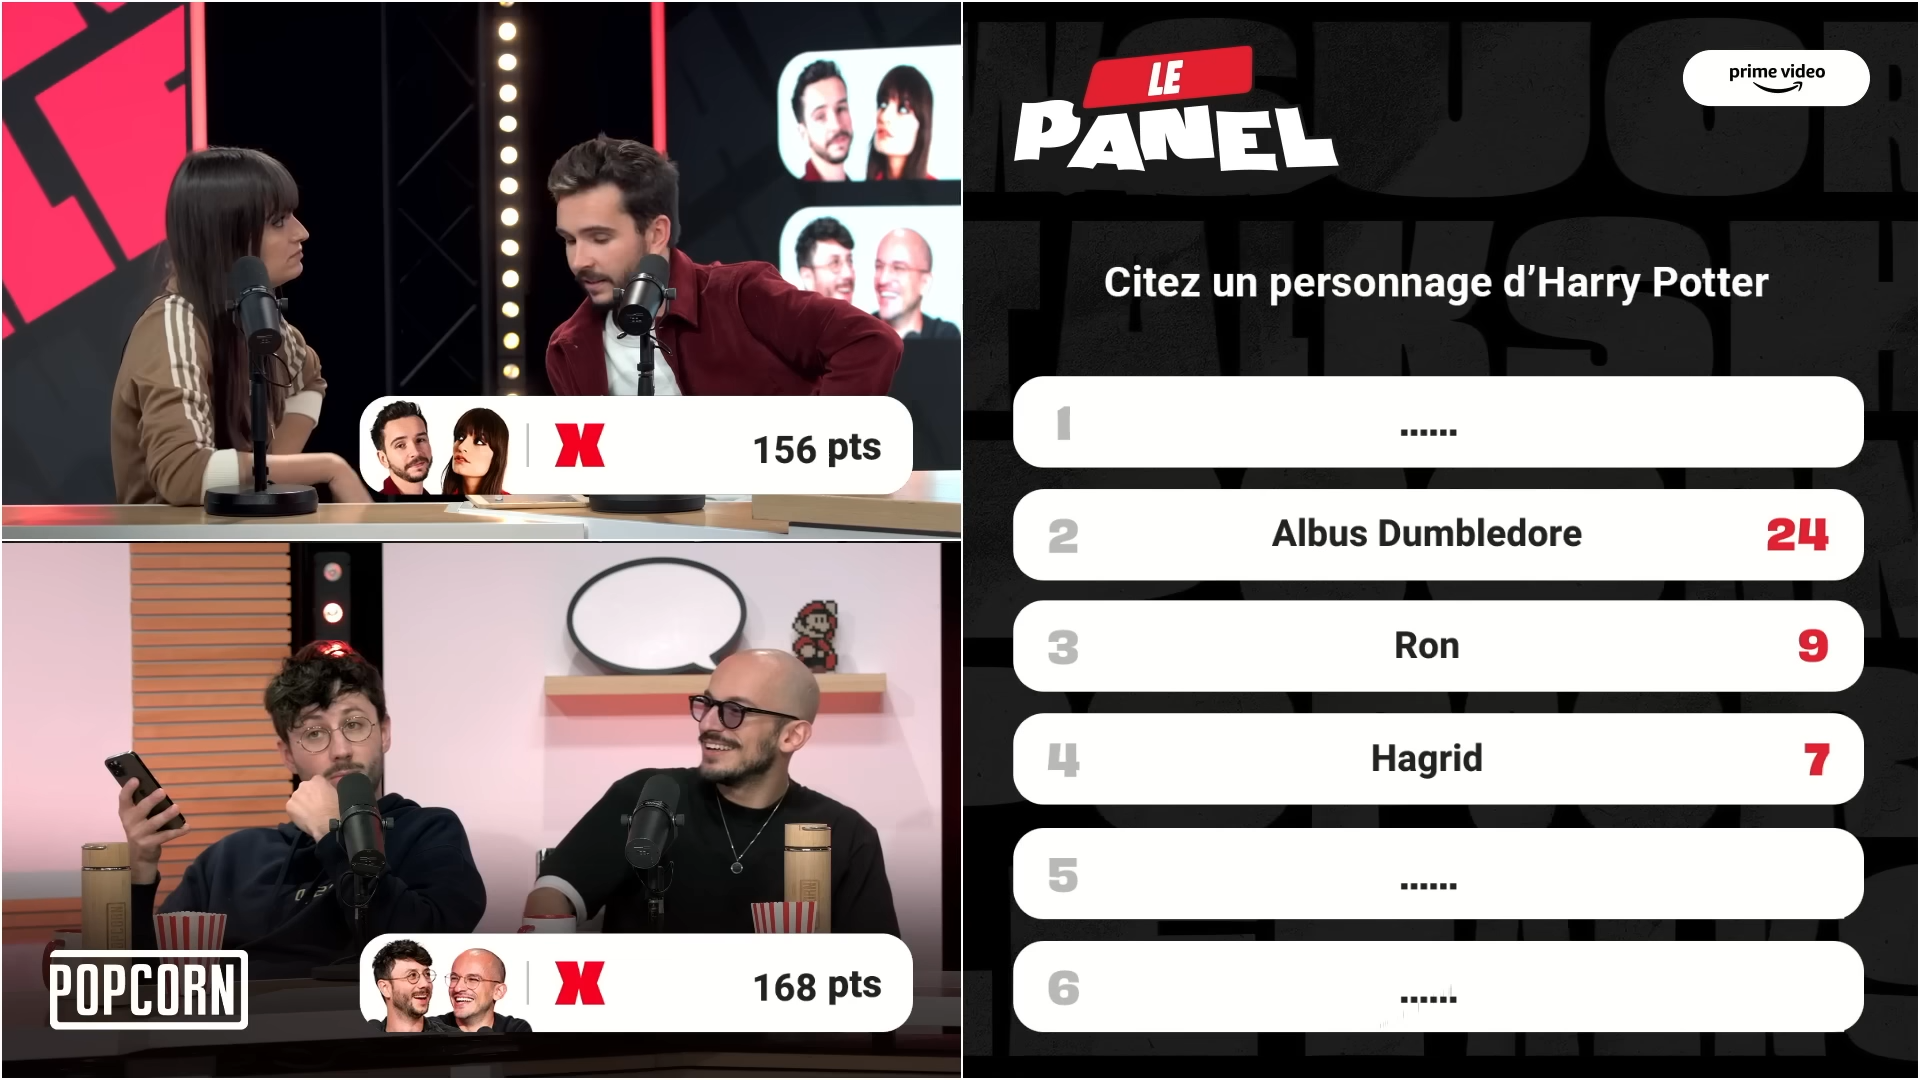 156 pts
POPCORN
168 pts
LE
PANEL
prime video
Citez un personnage d’Harry Potter
1 ......
2 Albus Dumbledore 24
3 Ron 9
4 Hagrid 7
5 ......
6 ......